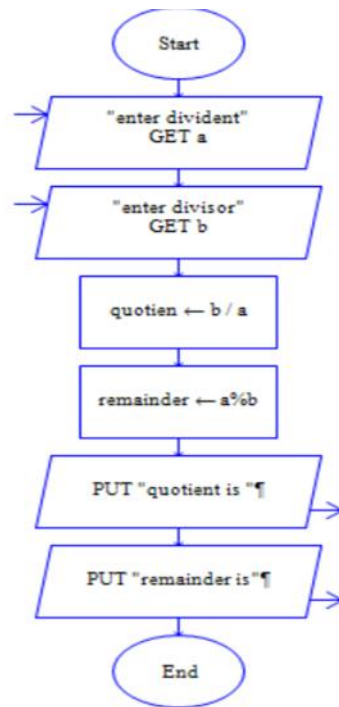 Start
"enter divident"
GET a
"enter divisor"
GET b
quotien ← b / a
remainder ← a%b
PUT "quotient is "¶
PUT "remainder is"¶
End